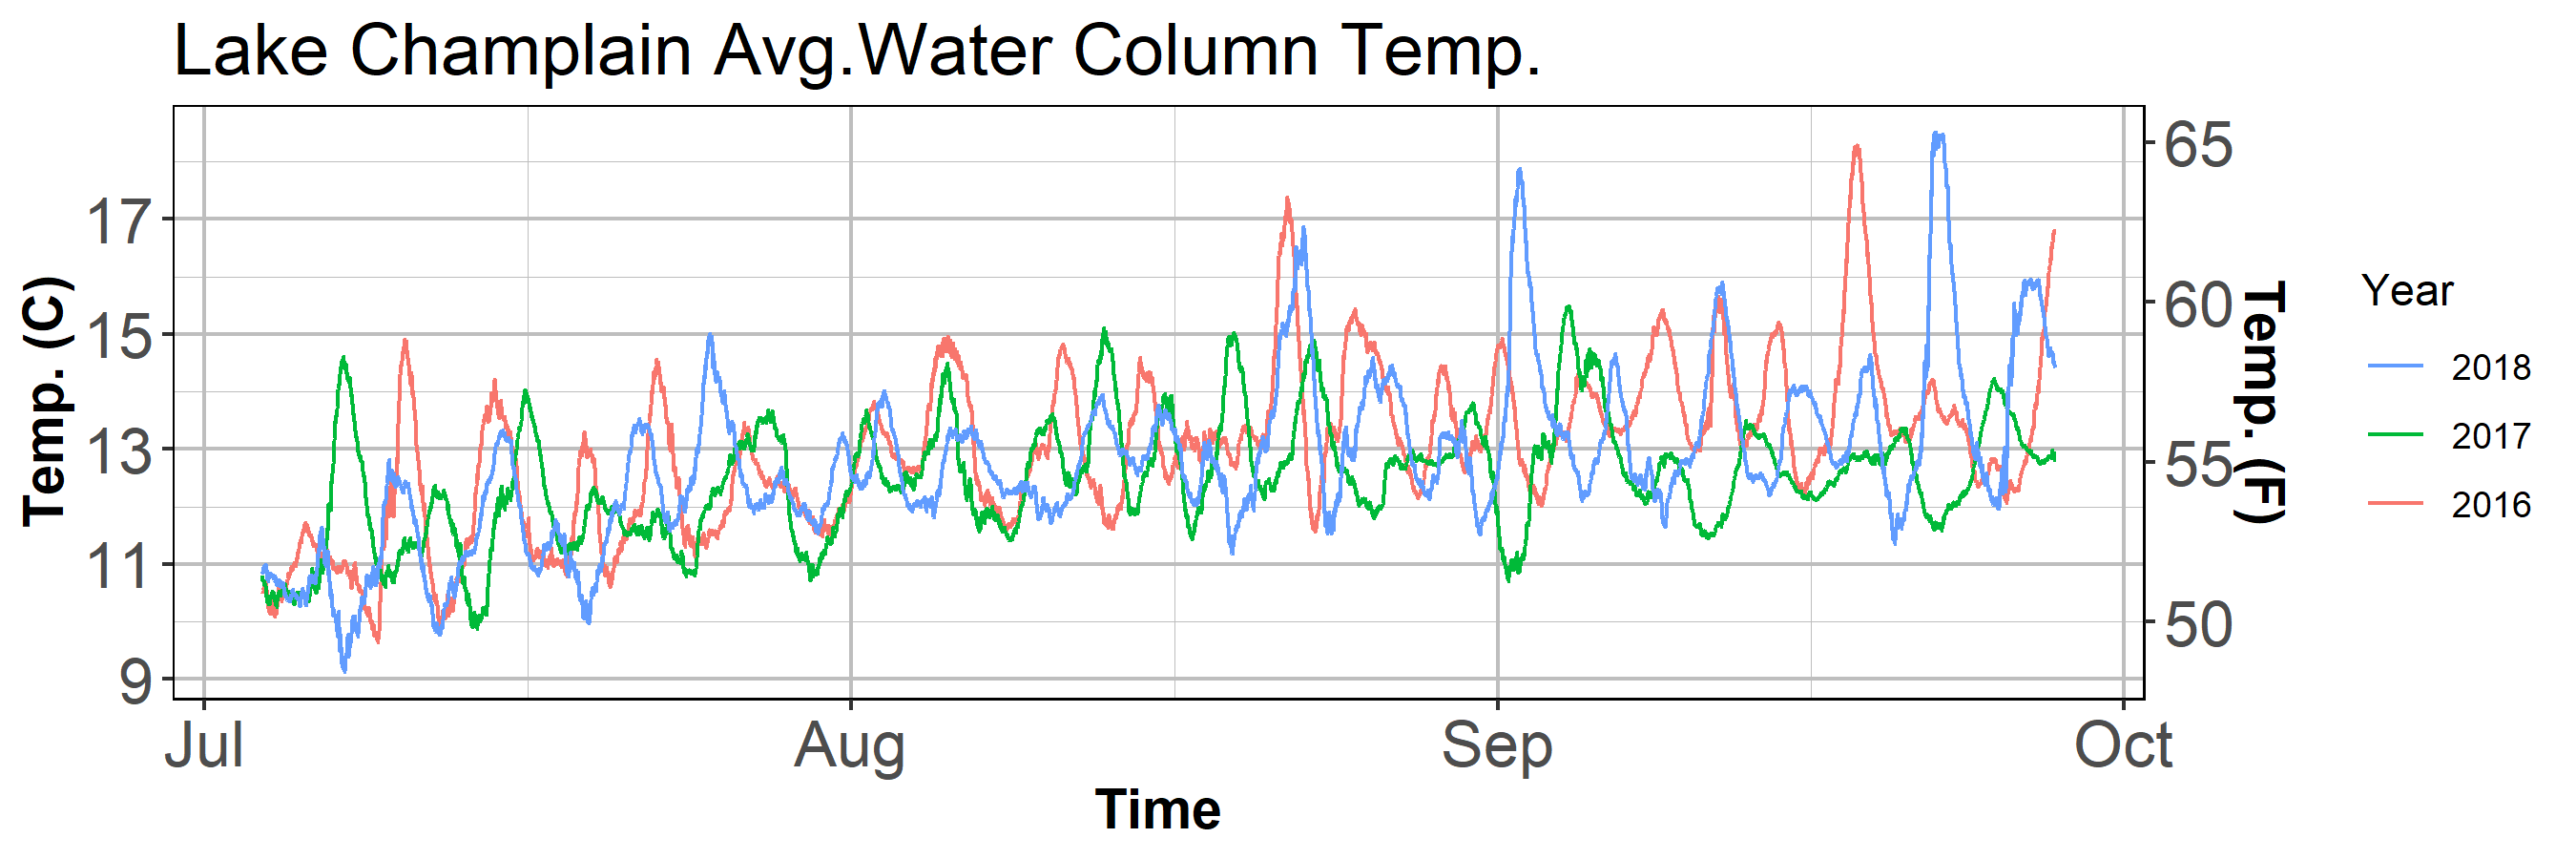 Lake Champlain Avg.Water Column Temp.
Temp. (C)
17
15
13
11
9
65
60
55
50
Temp. (F)
Jul
Aug
Sep
Oct
Time
Year
2018
2017
2016